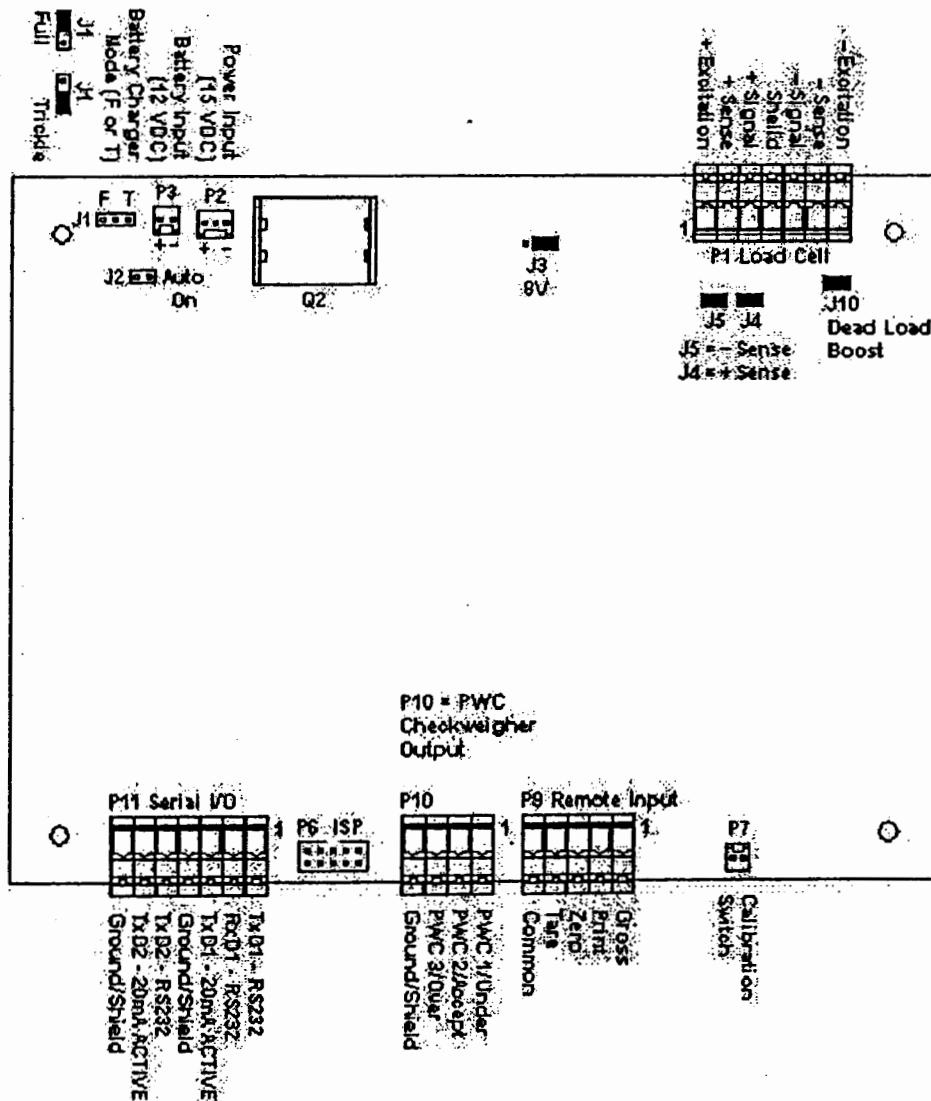 J1
Full
J1
Trickle
Battery Charger
Mode (F or T)
Battery Input
(12 VDC)
Power Input
(15 VDC)
+ Excitation
+ Sense
+ Signal
Shield
- Signal
- Sense
- Excitation
F T
J1
P3
+ -
P2
+ -
J2 Auto
On
Q2
J3
8V
1
P1 Load Cell
J5 J4
J5 = - Sense
J4 = + Sense
J10
Dead Load
Boost
P10 = PWC
Checkweigher
Output
P11 Serial I/O
1
P6 ISP
P10
1
P9 Remote Input
1
P7
Ground/Shield
TxD2 - 20mA ACTIVE
TxD2 - RS232
Ground/Shield
TxD1 - 20mA ACTIVE
RxD1 - RS232
TxD1 - RS232
Ground/Shield
PWC 3/Over
PWC 2/Accept
PWC 1/Under
Common
Tare
Zero
Print
Gross
Calibration
Switch